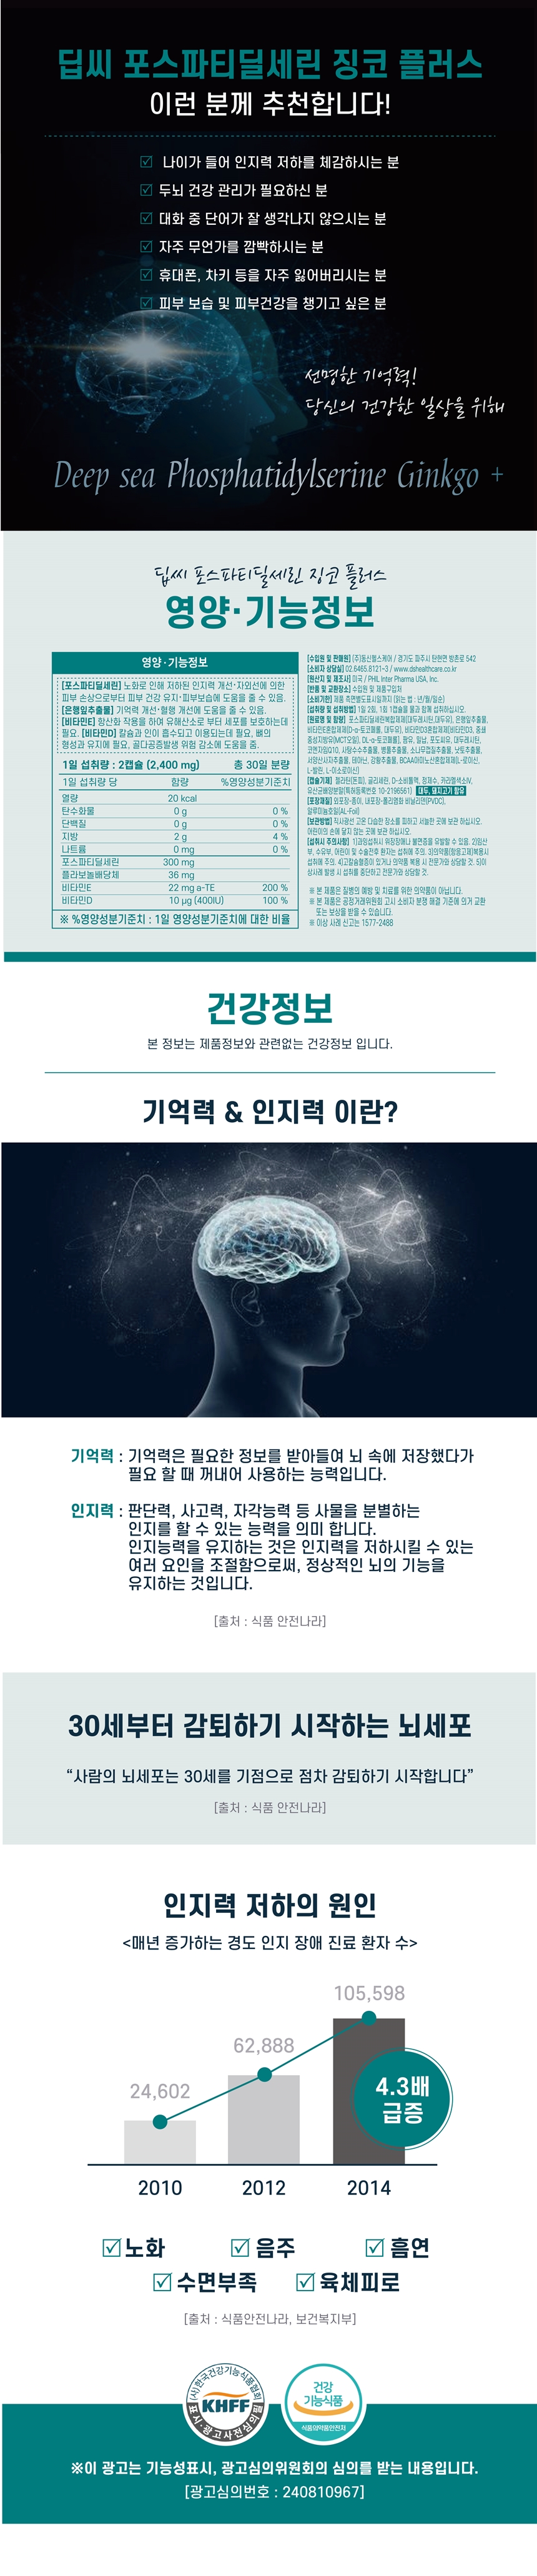 딥씨 포스파티딜세린 징코 플러스
이런 분께 추천합니다!
나이가 들어 인지력 저하를 체감하시는 분
두뇌 건강 관리가 필요하신 분
대화 중 단어가 잘 생각나지 않으시는 분
자주 무언가를 깜빡하시는 분
휴대폰, 차키 등을 자주 잃어버리시는 분
피부 보습 및 피부건강을 챙기고 싶은 분
선명한 기억력!
당신의 건강한 일상을 위해
Deep sea Phosphatidylserine Ginkgo +
딥씨 포스파티딜세린 징코 플러스
영양·기능정보
영양·기능정보
[포스파티딜세린] 노화로 인해 저하된 인지력 개선·자외선에 의한
피부 손상으로부터 피부 건강 유지·피부보습에 도움을 줄 수 있음.
[은행잎추출물] 기억력 개선·혈행 개선에 도움을 줄 수 있음.
[비타민E] 항산화 작용을 하여 유해산소로 부터 세포를 보호하는데
필요. [비타민D] 칼슘과 인이 흡수되고 이용되는데 필요, 뼈의
형성과 유지에 필요, 골다공증발생 위험 감소에 도움을 줌.
1일 섭취량 : 2캡슐 (2,400 mg) 총 30일 분량
1일 섭취량 당 함량 %영양성분기준치
열량 20 kcal
탄수화물 0 g 0 %
단백질 0 g 0 %
지방 2 g 4 %
나트륨 0 mg 0 %
포스파티딜세린 300 mg
플라보놀배당체 36 mg
비타민E 22 mg a-TE 200 %
비타민D 10 μg (400IU) 100 %
※ %영양성분기준치 : 1일 영양성분기준치에 대한 비율
[수입원 및 판매원] (주)동신헬스케어 / 경기도 파주시 탄현면 방촌로 542
[소비자 상담실] 02.6465.8121~3 / www.dshealthcare.co.kr
[원산지 및 제조사] 미국 / PHIL Inter Pharma USA, Inc.
[반품 및 교환장소] 수입원 및 제품구입처
[소비기한] 제품 측면별도표시일까지 (읽는 법 : 년/월/일순)
[섭취량 및 섭취방법] 1일 2회, 1회 1캡슐을 물과 함께 섭취하십시오.
[원료명 및 함량] 포스파티딜세린복합제제(대두레시틴,대두유), 은행잎추출물,
비타민E혼합제제[D-α-토코페롤, 대두유), 비타민D3혼합제제[비타민D3, 중쇄
중성지방유(MCT오일), DL-α-토코페롤], 팜유, 밀납, 포도씨유, 대두레시틴,
코엔자임Q10, 사탕수수추출물, 병풀추출물, 소나무껍질추출물, 낫토추출물,
서양산사자추출물, 테아닌, 강황추출물, BCAA아미노산혼합제제(L-로이신,
L-발린, L-이소로이신)
[캡슐기제] 젤라틴(돈피), 글리세린, D-소비톨액, 정제수, 카라멜색소IV,
유산균배양분말(특허등록번호 10-2196561) 대두, 돼지고기 함유
[포장재질] 외포장-종이, 내포장-폴리염화 비닐리덴(PVDC),
알루미늄호일(AL-Foil)
[보관방법] 직사광선 고온 다습한 장소를 피하고 서늘한 곳에 보관 하십시오.
어린이의 손에 닿지 않는 곳에 보관 하십시오.
[섭취시 주의사항] 1)과잉섭취시 위장장애나 불면증을 유발할 수 있음. 2)임산
부, 수유부, 어린이 및 수술전후 환자는 섭취에 주의. 3)의약품(항응고제)복용시
섭취에 주의. 4)고칼슘혈증이 있거나 의약품 복용 시 전문가와 상담할 것. 5)이
상사례 발생 시 섭취를 중단하고 전문가와 상담할 것.
※ 본 제품은 질병의 예방 및 치료를 위한 의약품이 아닙니다.
※ 본 제품은 공정거래위원회 고시 소비자 분쟁 해결 기준에 의거 교환
또는 보상을 받을 수 있습니다.
※ 이상 사례 신고는 1577-2488
건강정보
본 정보는 제품정보와 관련없는 건강정보 입니다.
기억력 & 인지력 이란?
기억력 : 기억력은 필요한 정보를 받아들여 뇌 속에 저장했다가
필요 할 때 꺼내어 사용하는 능력입니다.
인지력 : 판단력, 사고력, 자각능력 등 사물을 분별하는
인지를 할 수 있는 능력을 의미 합니다.
인지능력을 유지하는 것은 인지력을 저하시킬 수 있는
여러 요인을 조절함으로써, 정상적인 뇌의 기능을
유지하는 것입니다.
[출처 : 식품 안전나라]
30세부터 감퇴하기 시작하는 뇌세포
“사람의 뇌세포는 30세를 기점으로 점차 감퇴하기 시작합니다”
[출처 : 식품 안전나라]
인지력 저하의 원인
<매년 증가하는 경도 인지 장애 진료 환자 수>
105,598
62,888
24,602
4.3배
급증
2010 2012 2014
노화 음주 흡연
수면부족 육체피로
[출처 : 식품안전나라, 보건복지부]
(사)한국건강기능식품협회
KHFF
표시·광고사전심의필
건강
기능식품
식품의약품안전처
※이 광고는 기능성표시, 광고심의위원회의 심의를 받는 내용입니다.
[광고심의번호 : 240810967]